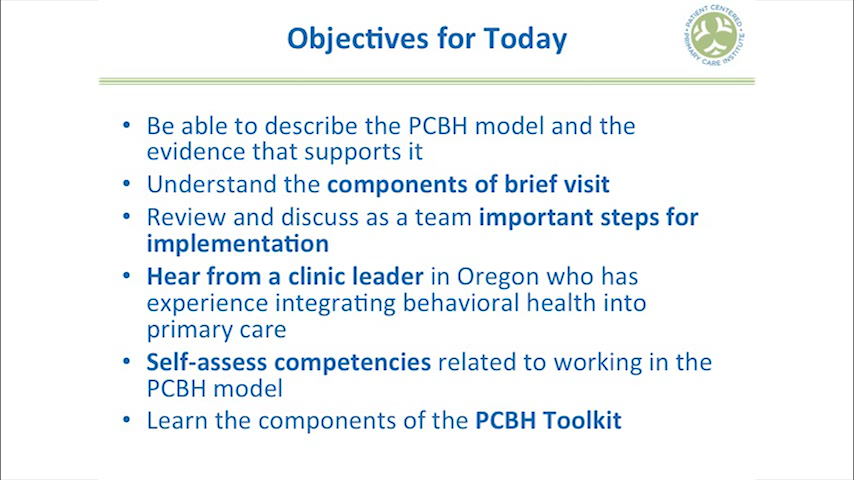 Objectives for Today
PATIENT CENTERED
PRIMARY CARE INSTITUTE
• Be able to describe the PCBH model and the
evidence that supports it
• Understand the components of brief visit
• Review and discuss as a team important steps for
implementation
• Hear from a clinic leader in Oregon who has
experience integrating behavioral health into
primary care
• Self-assess competencies related to working in the
PCBH model
• Learn the components of the PCBH Toolkit